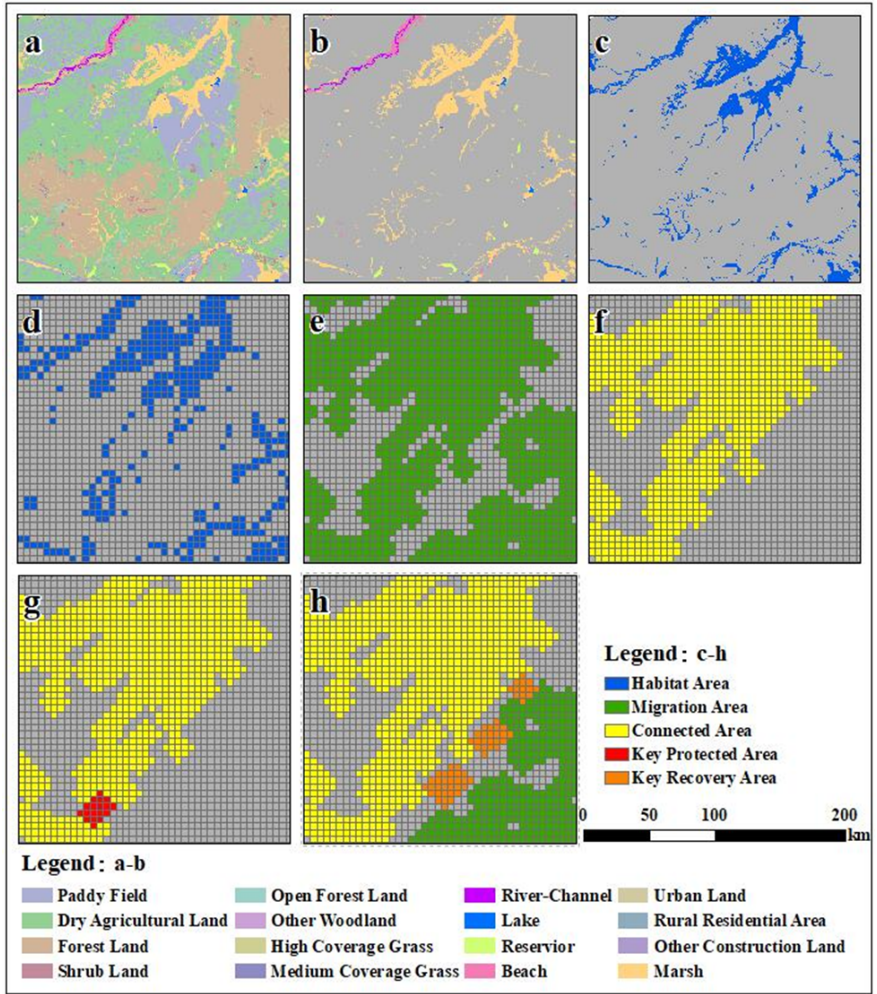 a
b
c
d
e
f
g
h
Legend：c-h
Habitat Area
Migration Area
Connected Area
Key Protected Area
Key Recovery Area
0 50 100 200
km
Legend：a-b
Paddy Field Open Forest Land River-Channel Urban Land
Dry Agricultural Land Other Woodland Lake Rural Residential Area
Forest Land High Coverage Grass Reservior Other Construction Land
Shrub Land Medium Coverage Grass Beach Marsh